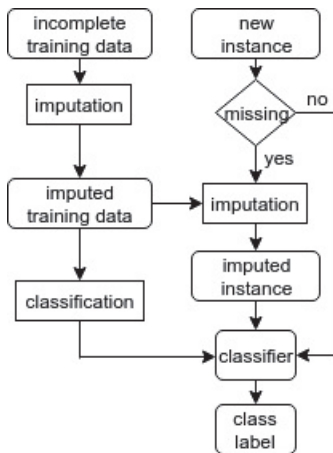 incomplete
training data
new
instance
imputation
missing
no
yes
imputed
training data
imputation
classification
imputed
instance
classifier
class
label